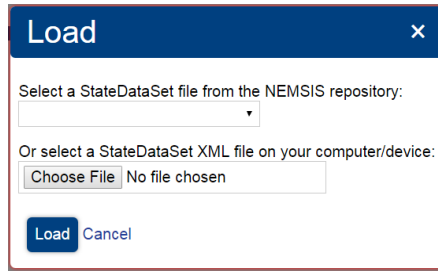 Load ×
Select a StateDataSet file from the NEMSIS repository:
Or select a StateDataSet XML file on your computer/device:
Choose File No file chosen
Load Cancel